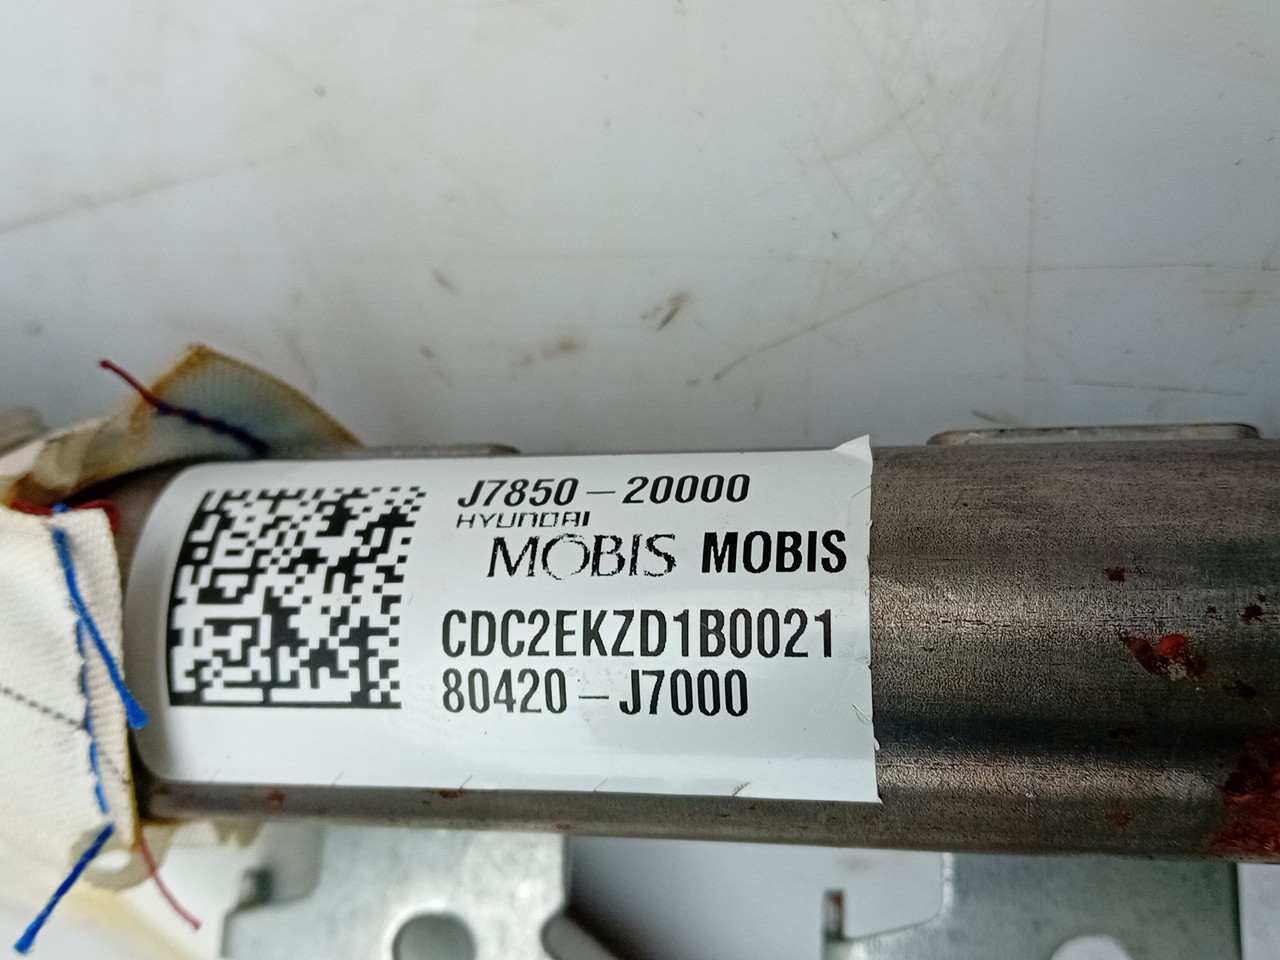 J7850-20000
HYUNDAI
MOBIS MOBIS
CDC2EKZD1B0021
80420-J7000